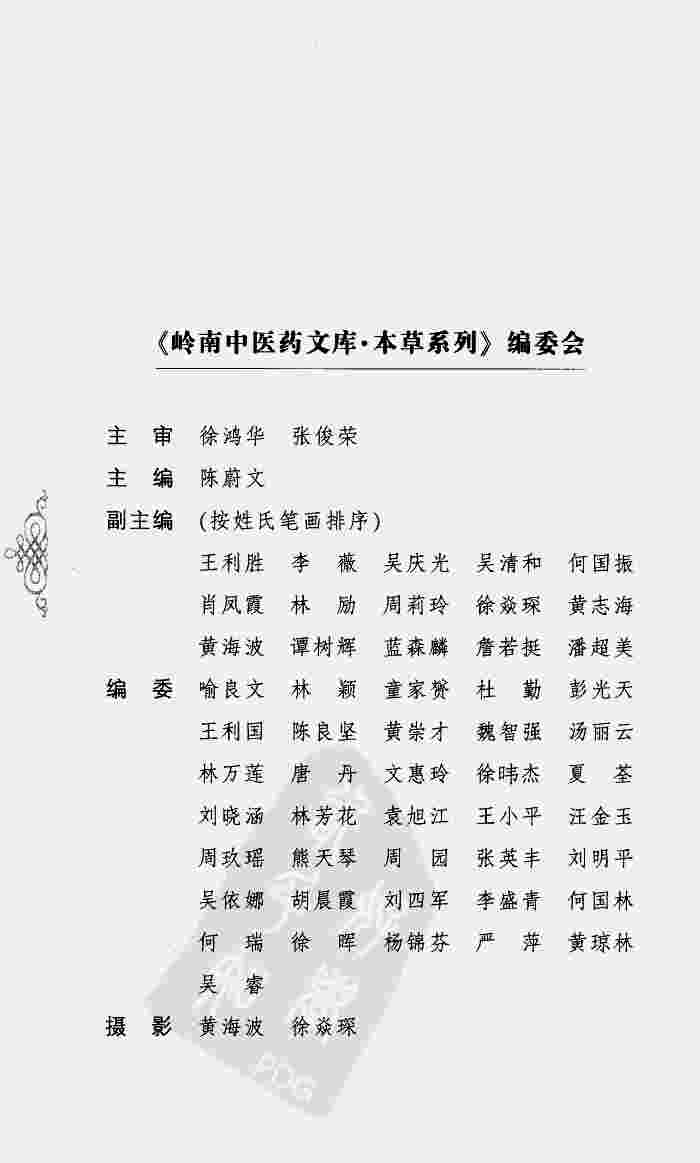 《岭南中医药文库·本草系列》编委会
主　审　徐鸿华　张俊荣
主　编　陈蔚文
副主编　(按姓氏笔画排序)
王利胜　李　薇　吴庆光　吴清和　何国振
肖凤霞　林　励　周莉玲　徐焱琛　黄志海
黄海波　谭树辉　蓝森麟　詹若挺　潘超美
编　委　喻良文　林　颖　童家赟　杜　勤　彭光天
王利国　陈良坚　黄崇才　魏智强　汤丽云
林万莲　唐　丹　文惠玲　徐㬙杰　夏　荃
刘晓涵　林芳花　袁旭江　王小平　汪金玉
周玖瑶　熊天琴　周　园　张英丰　刘明平
吴依娜　胡晨霞　刘四军　李盛青　何国林
何　瑞　徐　晖　杨锦芬　严　萍　黄琼林
吴　睿
摄　影　黄海波　徐焱琛
PDG